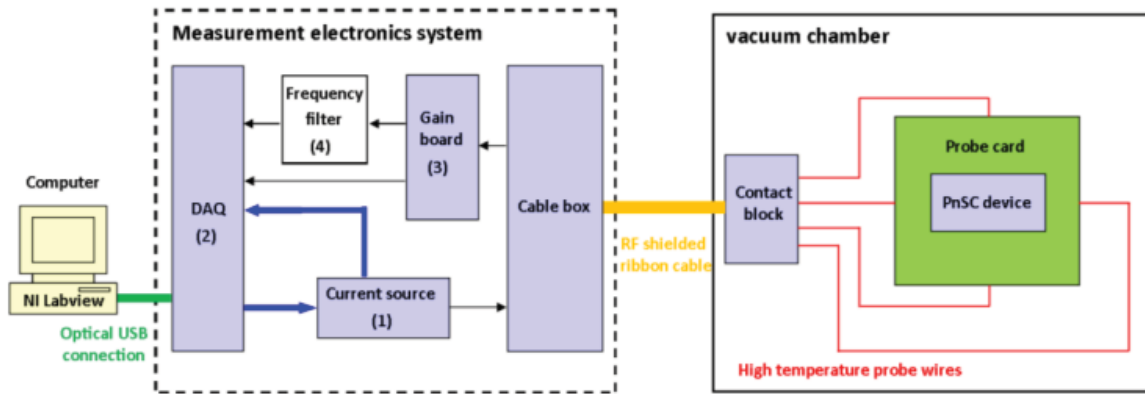 Measurement electronics system
vacuum chamber
Frequency
filter
(4)
Gain
board
(3)
Probe card
Computer
DAQ
(2)
Cable box
Contact
block
PnSC device
RF shielded
ribbon cable
NI Labview
Current source
(1)
Optical USB
connection
High temperature probe wires